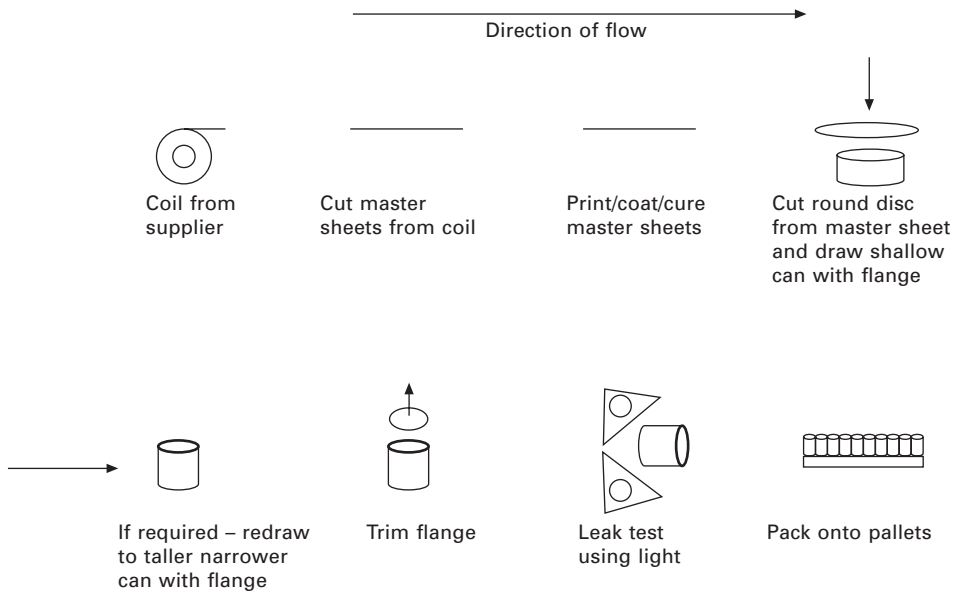 Direction of flow
Coil from
supplier
Cut master
sheets from coil
Print/coat/cure
master sheets
Cut round disc
from master sheet
and draw shallow
can with flange
If required – redraw
to taller narrower
can with flange
Trim flange
Leak test
using light
Pack onto pallets